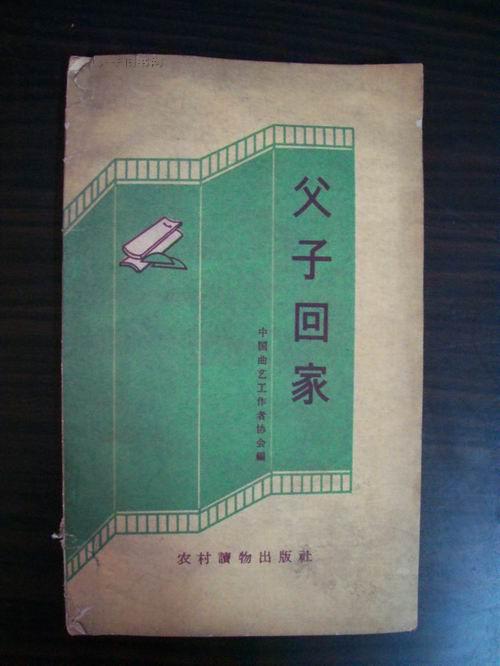 父子回家
中国曲艺工作者协会編
农村讀物出版社